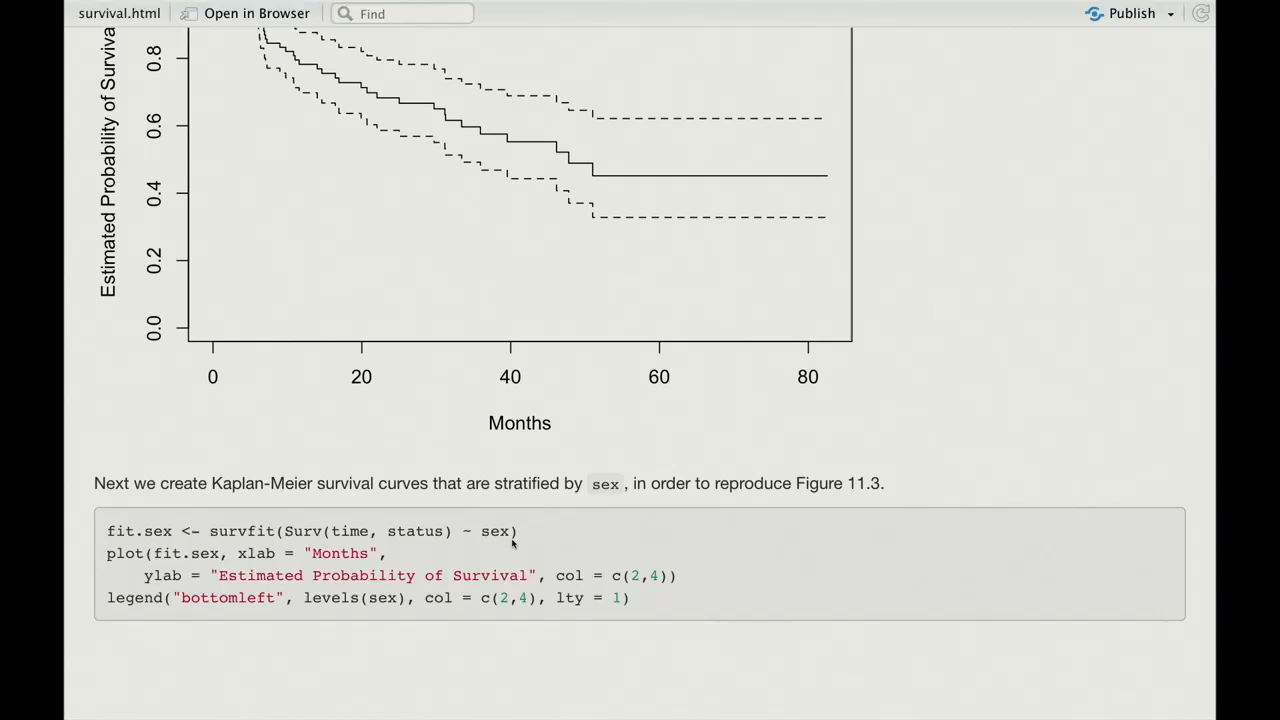 survival.html Open in Browser Find Publish
Estimated Probability of Surviva
0.8
0.6
0.4
0.2
0.0
0 20 40 60 80
Months
Next we create Kaplan-Meier survival curves that are stratified by sex, in order to reproduce Figure 11.3.
fit.sex <- survfit(Surv(time, status) ~ sex)
plot(fit.sex, xlab = "Months",
    ylab = "Estimated Probability of Survival", col = c(2,4))
legend("bottomleft", levels(sex), col = c(2,4), lty = 1)